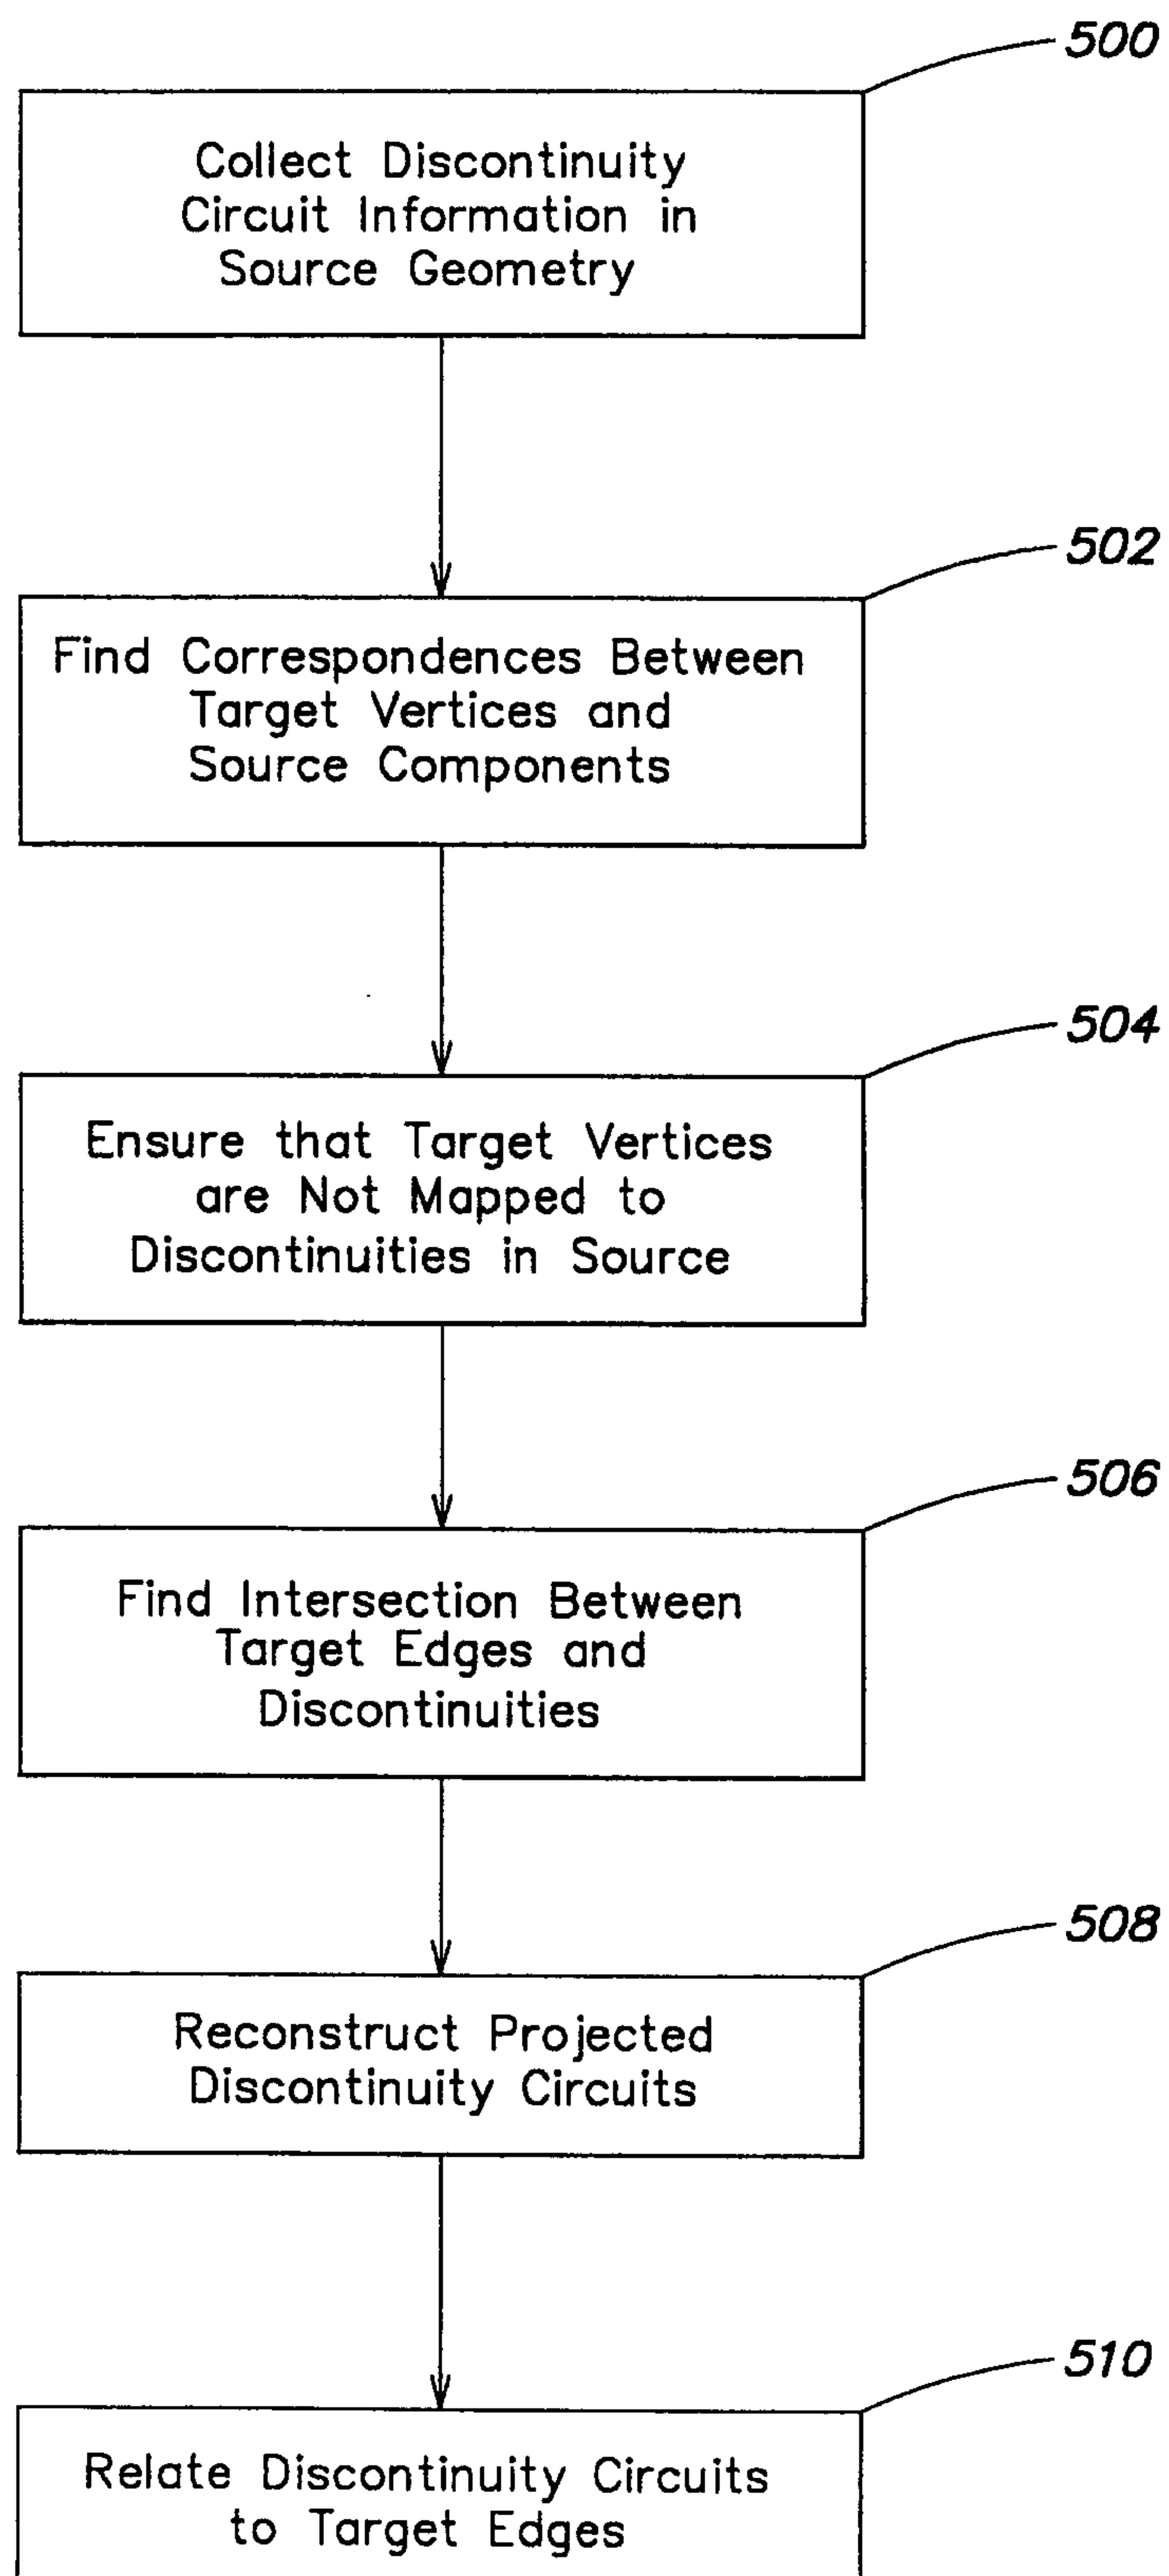 500
Collect Discontinuity
Circuit Information in
Source Geometry
502
Find Correspondences Between
Target Vertices and
Source Components
504
Ensure that Target Vertices
are Not Mapped to
Discontinuities in Source
506
Find Intersection Between
Target Edges and
Discontinuities
508
Reconstruct Projected
Discontinuity Circuits
510
Relate Discontinuity Circuits
to Target Edges